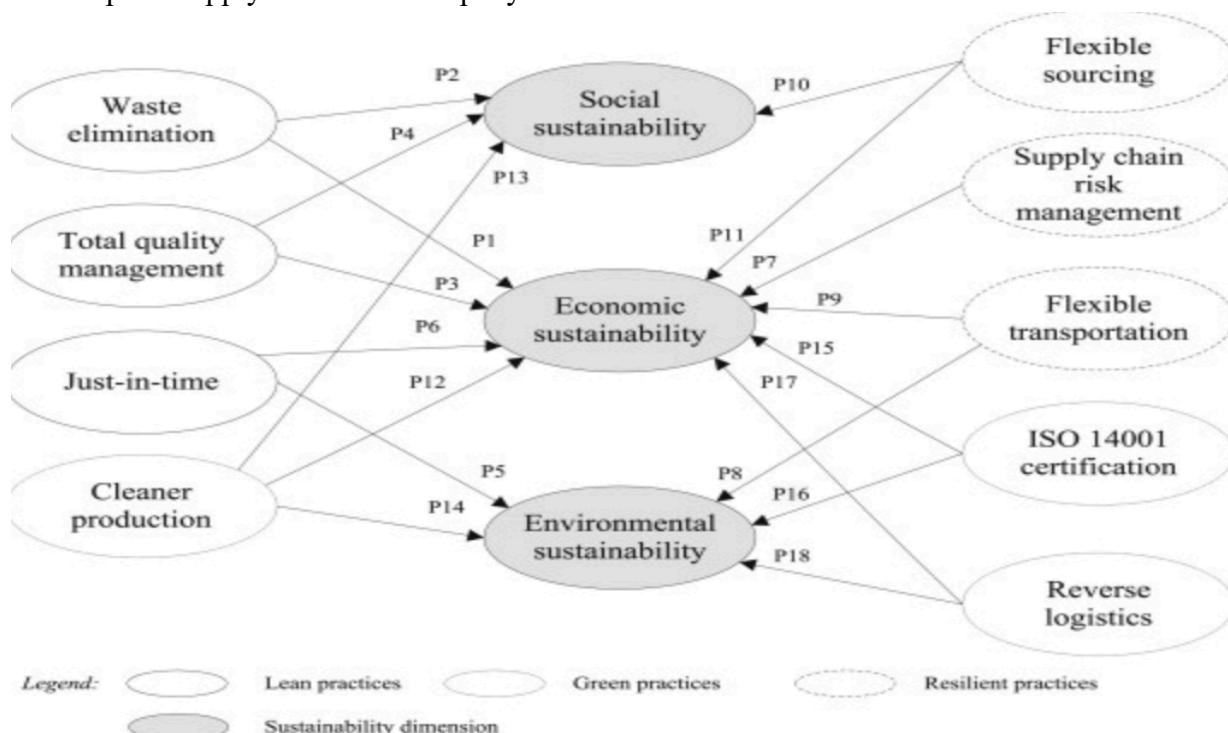 Flexible
sourcing
P2
P10
Waste
elimination
Social
sustainability
P4
P13
Supply chain
risk
management
Total quality
management
P1
P11
P7
P3
Economic
sustainability
P9
Flexible
transportation
P6
P15
Just-in-time
P12
P17
ISO 14001
certification
P5
P8
Cleaner
production
P14
P16
Environmental
sustainability
P18
Reverse
logistics
Legend:
Lean practices
Green practices
Resilient practices
Sustainability dimension